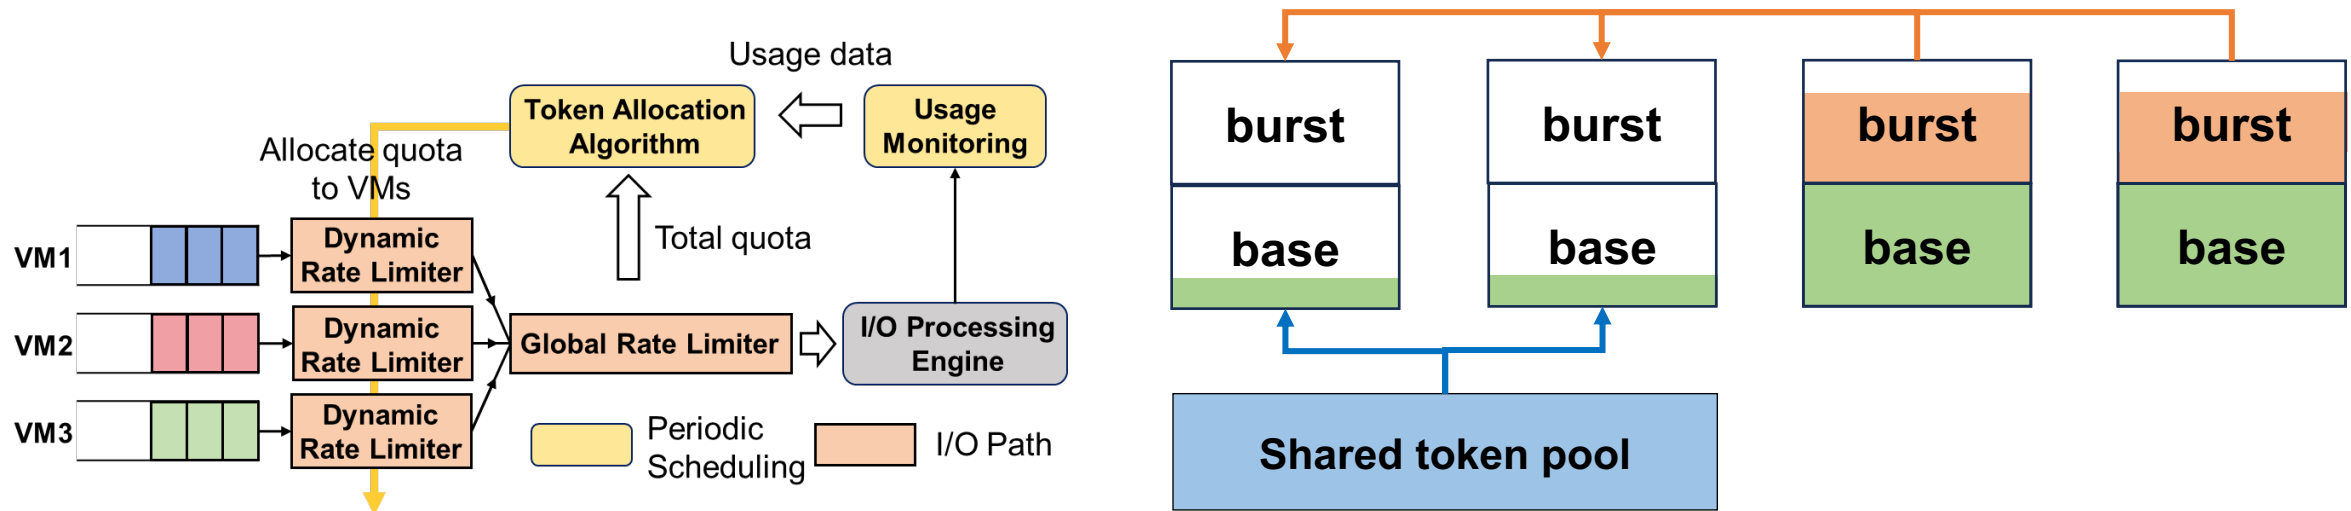 Usage data
Token Allocation
Algorithm
Usage
Monitoring
Allocate quota
to VMs
Total quota
VM1
Dynamic
Rate Limiter
VM2
Dynamic
Rate Limiter
Global Rate Limiter
I/O Processing
Engine
VM3
Dynamic
Rate Limiter
Periodic
Scheduling
I/O Path
burst
burst
burst
burst
base
base
base
base
Shared token pool